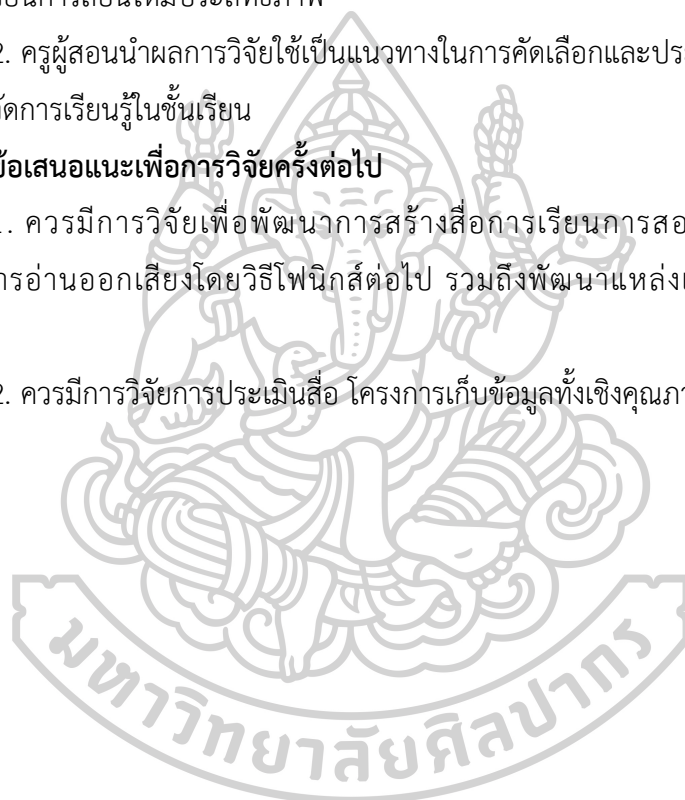 2. ครูผู้สอนนำผลการวิจัยใช้เป็นแนวทางในการคัดเลือกและประ
จัดการเรียนรู้ในชั้นเรียน
ข้อเสนอแนะเพื่อการวิจัยครั้งต่อไป
1. ควรมีการวิจัยเพื่อพัฒนาการสร้างสื่อการเรียนการสอ
การอ่านออกเสียงโดยวิธีโฟนิกส์ต่อไป รวมถึงพัฒนาแหล่ง
2. ควรมีการวิจัยการประเมินสื่อ โครงการเก็บข้อมูลทั้งเชิงคุณภา
มหาวิทยาลัยศิลปากร